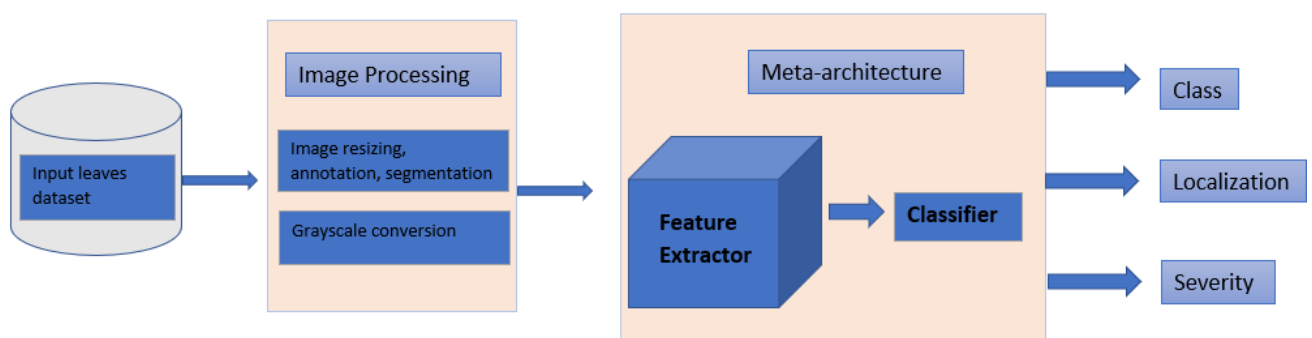 Input leaves
dataset
Image Processing
Image resizing,
annotation, segmentation
Grayscale conversion
Meta-architecture
Feature
Extractor
Classifier
Class
Localization
Severity